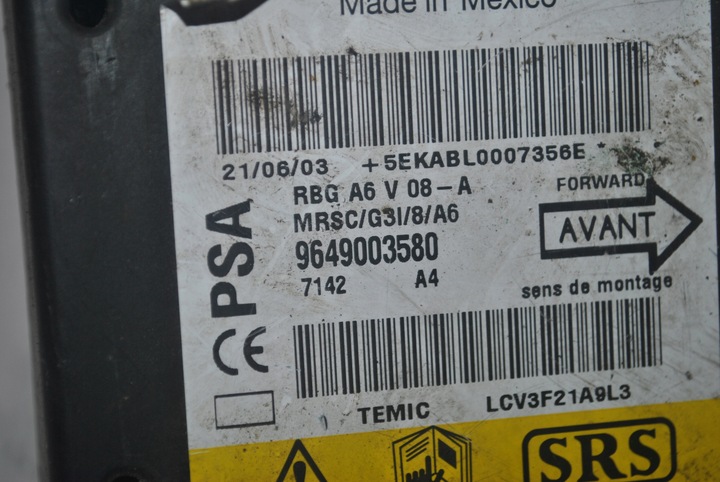 Made in Mexico
21/06/03 +5EKABL0007356E *
RBG A6 V 08-A
MRSC/G3I/8/A6
9649003580
7142 A4
PSA
FORWARD
AVANT
sens de montage
CE
TEMIC LCV3F21A9L3
SRS